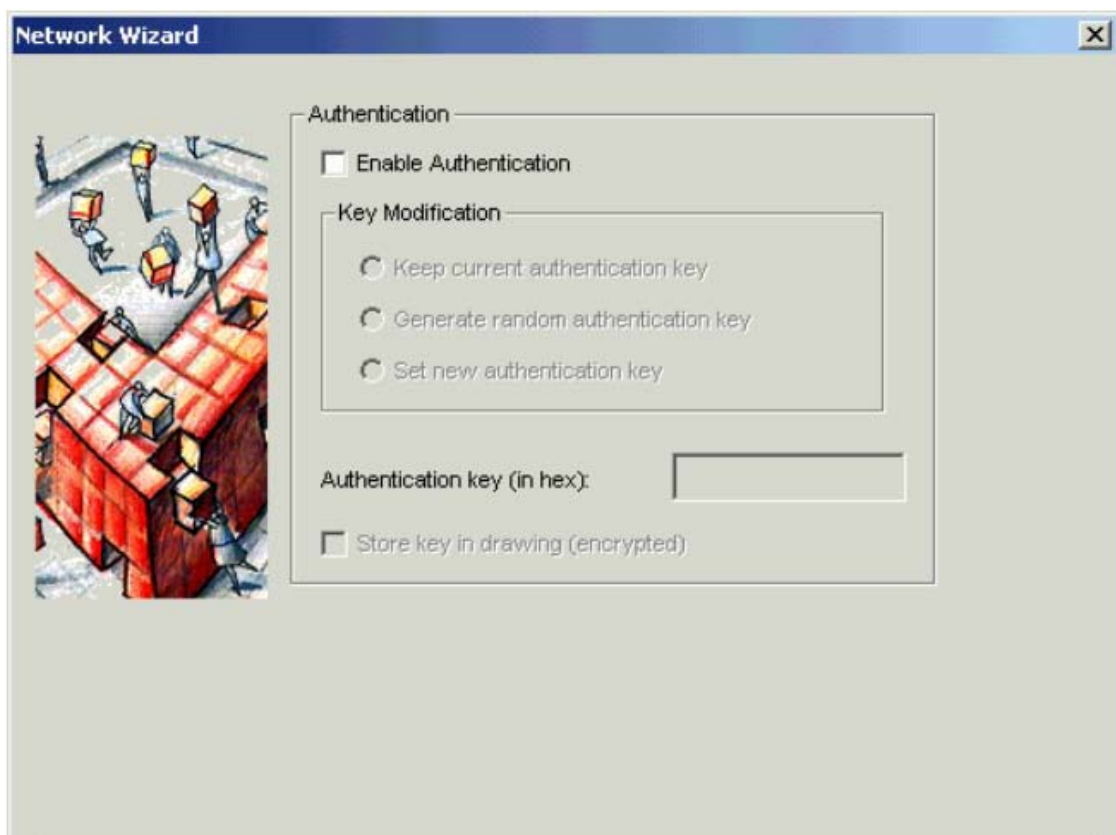 Network Wizard
Authentication
Enable Authentication
Key Modification
Keep current authentication key
Generate random authentication key
Set new authentication key
Authentication key (in hex):
Store key in drawing (encrypted)